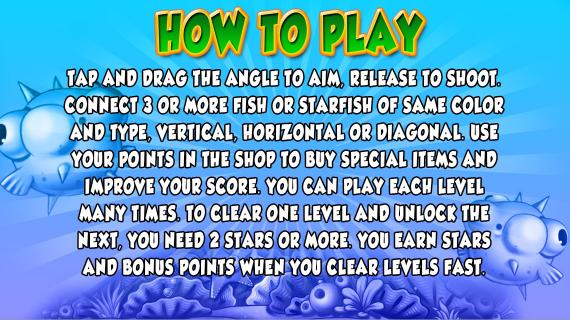 HOW TO PLAY
TAP AND DRAG THE ANGLE TO AIM, RELEASE TO SHOOT.
CONNECT 3 OR MORE FISH OR STARFISH OF SAME COLOR
AND TYPE, VERTICAL, HORIZONTAL OR DIAGONAL. USE
YOUR POINTS IN THE SHOP TO BUY SPECIAL ITEMS AND
IMPROVE YOUR SCORE. YOU CAN PLAY EACH LEVEL
MANY TIMES. TO CLEAR ONE LEVEL AND UNLOCK THE
NEXT, YOU NEED 2 STARS OR MORE. YOU EARN STARS
AND BONUS POINTS WHEN YOU CLEAR LEVELS FAST.